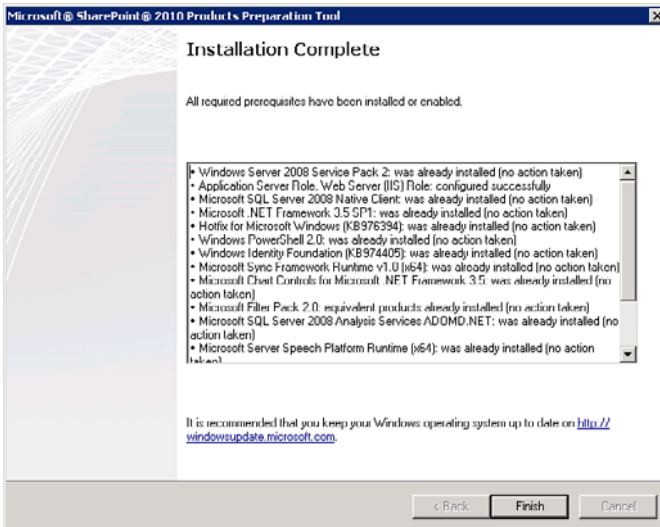 Microsoft® SharePoint® 2010 Products Preparation Tool
Installation Complete
All required prerequisites have been installed or enabled.
• Windows Server 2008 Service Pack 2: was already installed (no action taken)
• Application Server Role, Web Server (IIS) Role: configured successfully
• Microsoft SQL Server 2008 Native Client: was already installed (no action taken)
• Microsoft .NET Framework 3.5 SP1: was already installed (no action taken)
• Hotfix for Microsoft Windows (KB976394): was already installed (no action taken)
• Windows PowerShell 2.0: was already installed (no action taken)
• Windows Identity Foundation (KB974405): was already installed (no action taken)
• Microsoft Sync Framework Runtime v1.0 (x64): was already installed (no action taken)
• Microsoft Chart Controls for Microsoft .NET Framework 3.5: was already installed (no
action taken)
• Microsoft Filter Pack 2.0: equivalent products already installed (no action taken)
• Microsoft SQL Server 2008 Analysis Services ADOMD.NET: was already installed (no
action taken)
• Microsoft Server Speech Platform Runtime (x64): was already installed (no action
taken)
It is recommended that you keep your Windows operating system up to date on http://
windowsupdate.microsoft.com.
< Back
Finish
Cancel